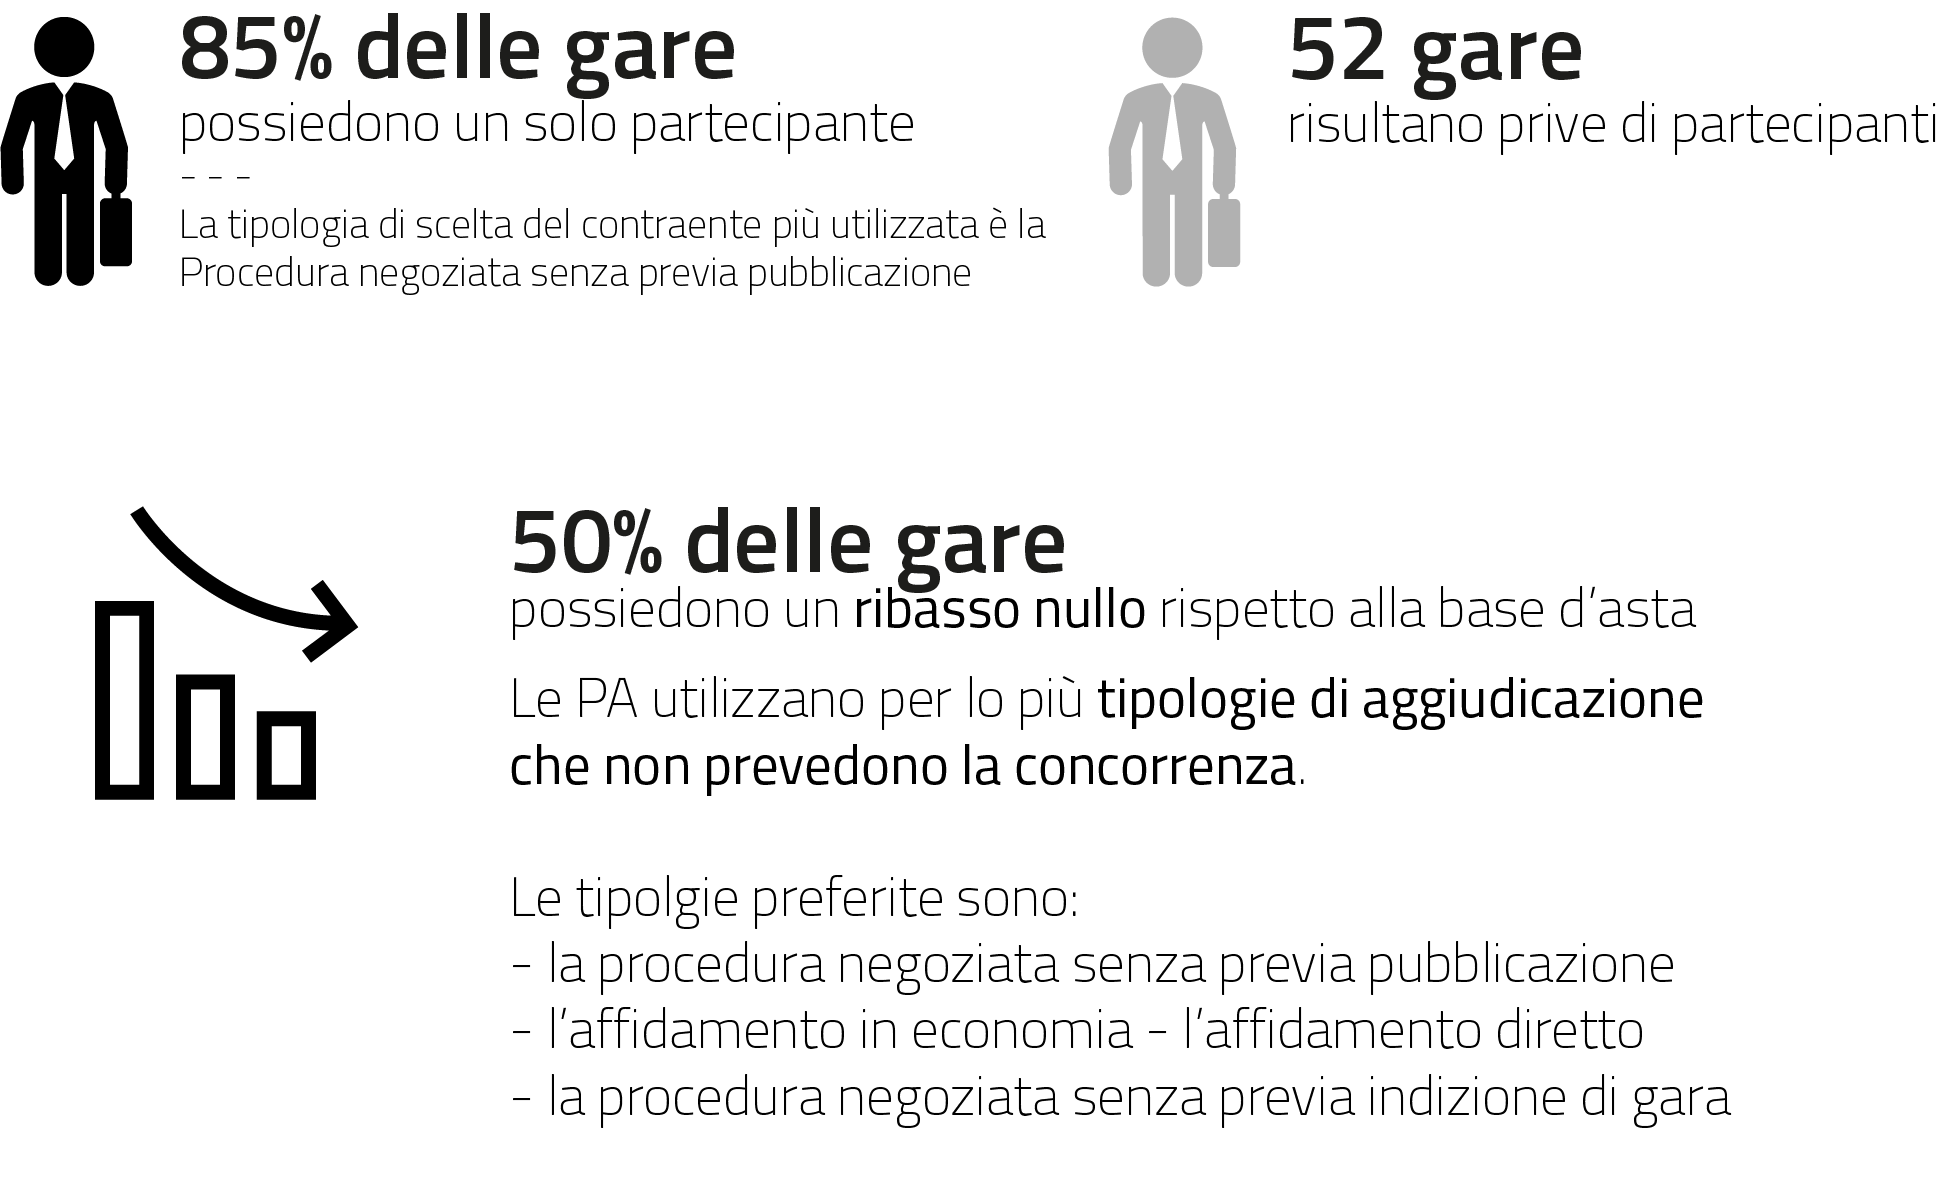 85% delle gare
possiedono un solo partecipante
- - -
La tipologia di scelta del contraente più utilizzata è la
Procedura negoziata senza previa pubblicazione
52 gare
risultano prive di partecipanti
50% delle gare
possiedono un ribasso nullo rispetto alla base d’asta
Le PA utilizzano per lo più tipologie di aggiudicazione
che non prevedono la concorrenza.
Le tipolgie preferite sono:
- la procedura negoziata senza previa pubblicazione
- l’affidamento in economia - l’affidamento diretto
- la procedura negoziata senza previa indizione di gara